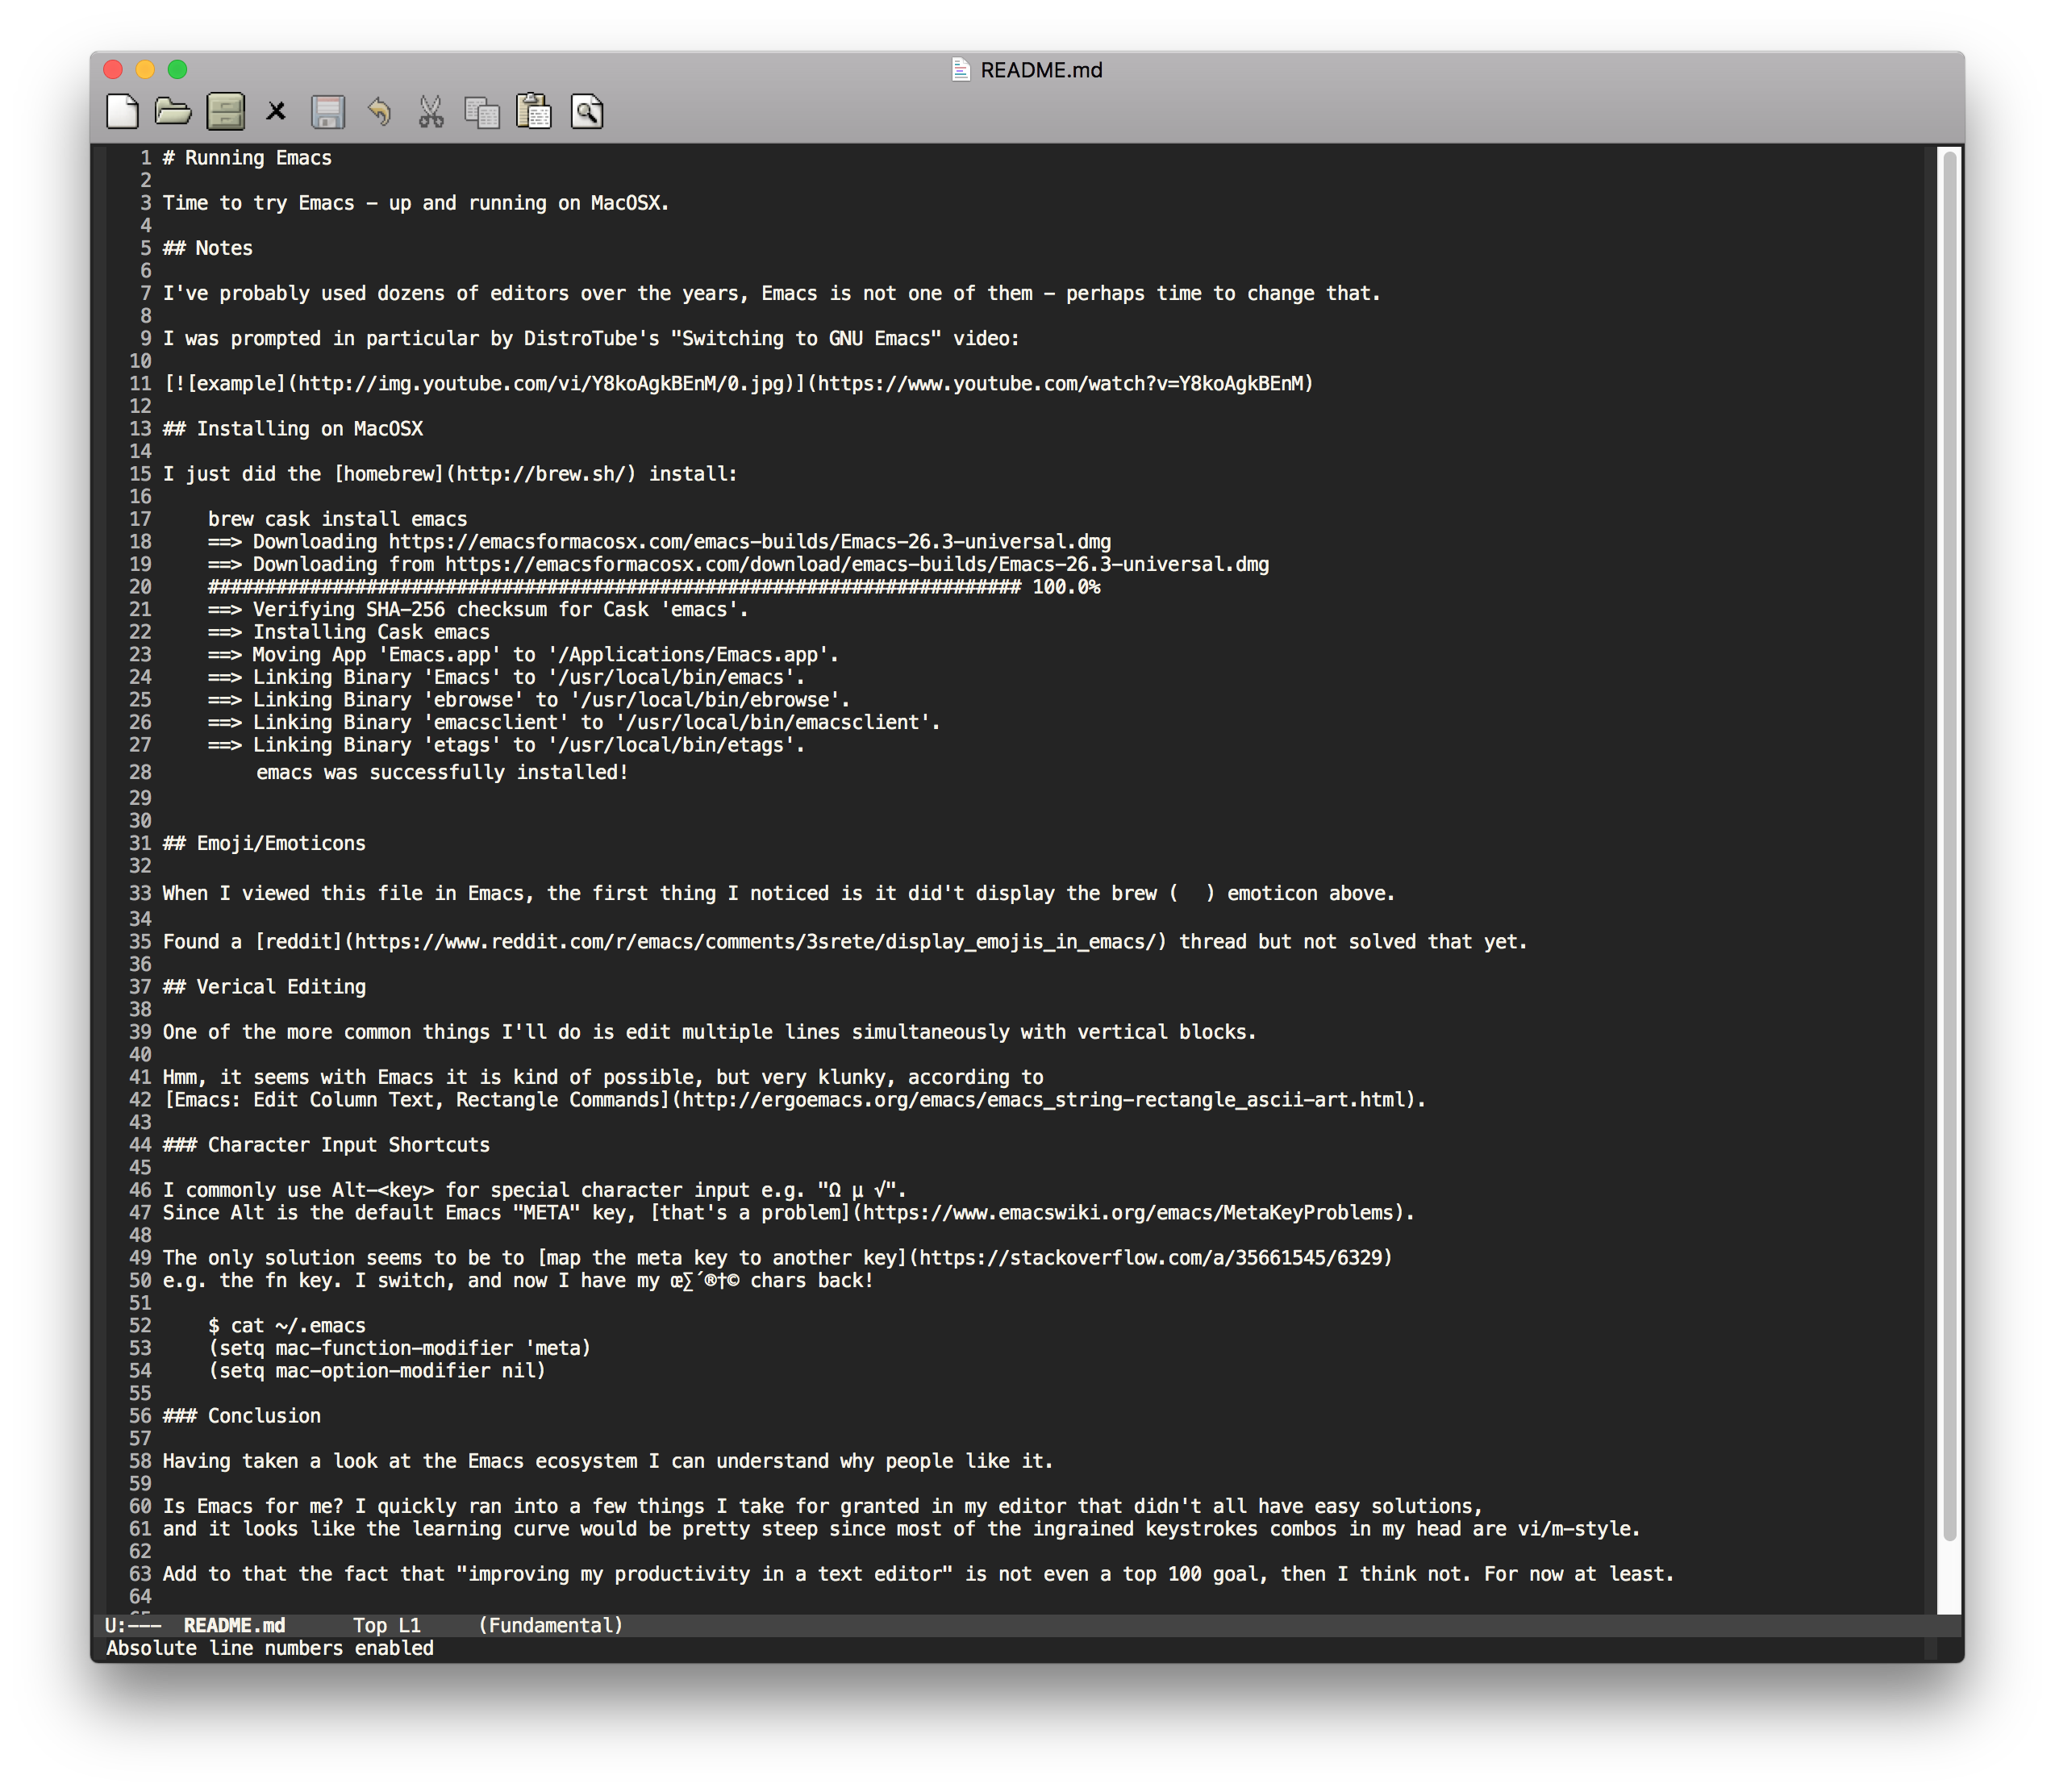 README.md
1 # Running Emacs
2
3 Time to try Emacs – up and running on MacOSX.
4
5 ## Notes
6
7 I've probably used dozens of editors over the years, Emacs is not one of them – perhaps time to change that.
8
9 I was prompted in particular by DistroTube's "Switching to GNU Emacs" video:
10
11 [![example](http://img.youtube.com/vi/Y8koAgkBEnM/0.jpg)](https://www.youtube.com/watch?v=Y8koAgkBEnM)
12
13 ## Installing on MacOSX
14
15 I just did the [homebrew](http://brew.sh/) install:
16
17     brew cask install emacs
18     ==> Downloading https://emacsformacosx.com/emacs-builds/Emacs-26.3-universal.dmg
19     ==> Downloading from https://emacsformacosx.com/download/emacs-builds/Emacs-26.3-universal.dmg
20     ######################################################################## 100.0%
21     ==> Verifying SHA-256 checksum for Cask 'emacs'.
22     ==> Installing Cask emacs
23     ==> Moving App 'Emacs.app' to '/Applications/Emacs.app'.
24     ==> Linking Binary 'Emacs' to '/usr/local/bin/emacs'.
25     ==> Linking Binary 'ebrowse' to '/usr/local/bin/ebrowse'.
26     ==> Linking Binary 'emacsclient' to '/usr/local/bin/emacsclient'.
27     ==> Linking Binary 'etags' to '/usr/local/bin/etags'.
28         emacs was successfully installed!
29
30
31 ## Emoji/Emoticons
32
33 When I viewed this file in Emacs, the first thing I noticed is it did't display the brew (  ) emoticon above.
34
35 Found a [reddit](https://www.reddit.com/r/emacs/comments/3srete/display_emojis_in_emacs/) thread but not solved that yet.
36
37 ## Verical Editing
38
39 One of the more common things I'll do is edit multiple lines simultaneously with vertical blocks.
40
41 Hmm, it seems with Emacs it is kind of possible, but very klunky, according to
42 [Emacs: Edit Column Text, Rectangle Commands](http://ergoemacs.org/emacs/emacs_string-rectangle_ascii-art.html).
43
44 ### Character Input Shortcuts
45
46 I commonly use Alt-<key> for special character input e.g. "Ω µ √".
47 Since Alt is the default Emacs "META" key, [that's a problem](https://www.emacswiki.org/emacs/MetaKeyProblems).
48
49 The only solution seems to be to [map the meta key to another key](https://stackoverflow.com/a/35661545/6329)
50 e.g. the fn key. I switch, and now I have my œ∑´®†© chars back!
51
52     $ cat ~/.emacs
53     (setq mac-function-modifier 'meta)
54     (setq mac-option-modifier nil)
55
56 ### Conclusion
57
58 Having taken a look at the Emacs ecosystem I can understand why people like it.
59
60 Is Emacs for me? I quickly ran into a few things I take for granted in my editor that didn't all have easy solutions,
61 and it looks like the learning curve would be pretty steep since most of the ingrained keystrokes combos in my head are vi/m-style.
62
63 Add to that the fact that "improving my productivity in a text editor" is not even a top 100 goal, then I think not. For now at least.
64
U:---  README.md      Top L1     (Fundamental)
Absolute line numbers enabled